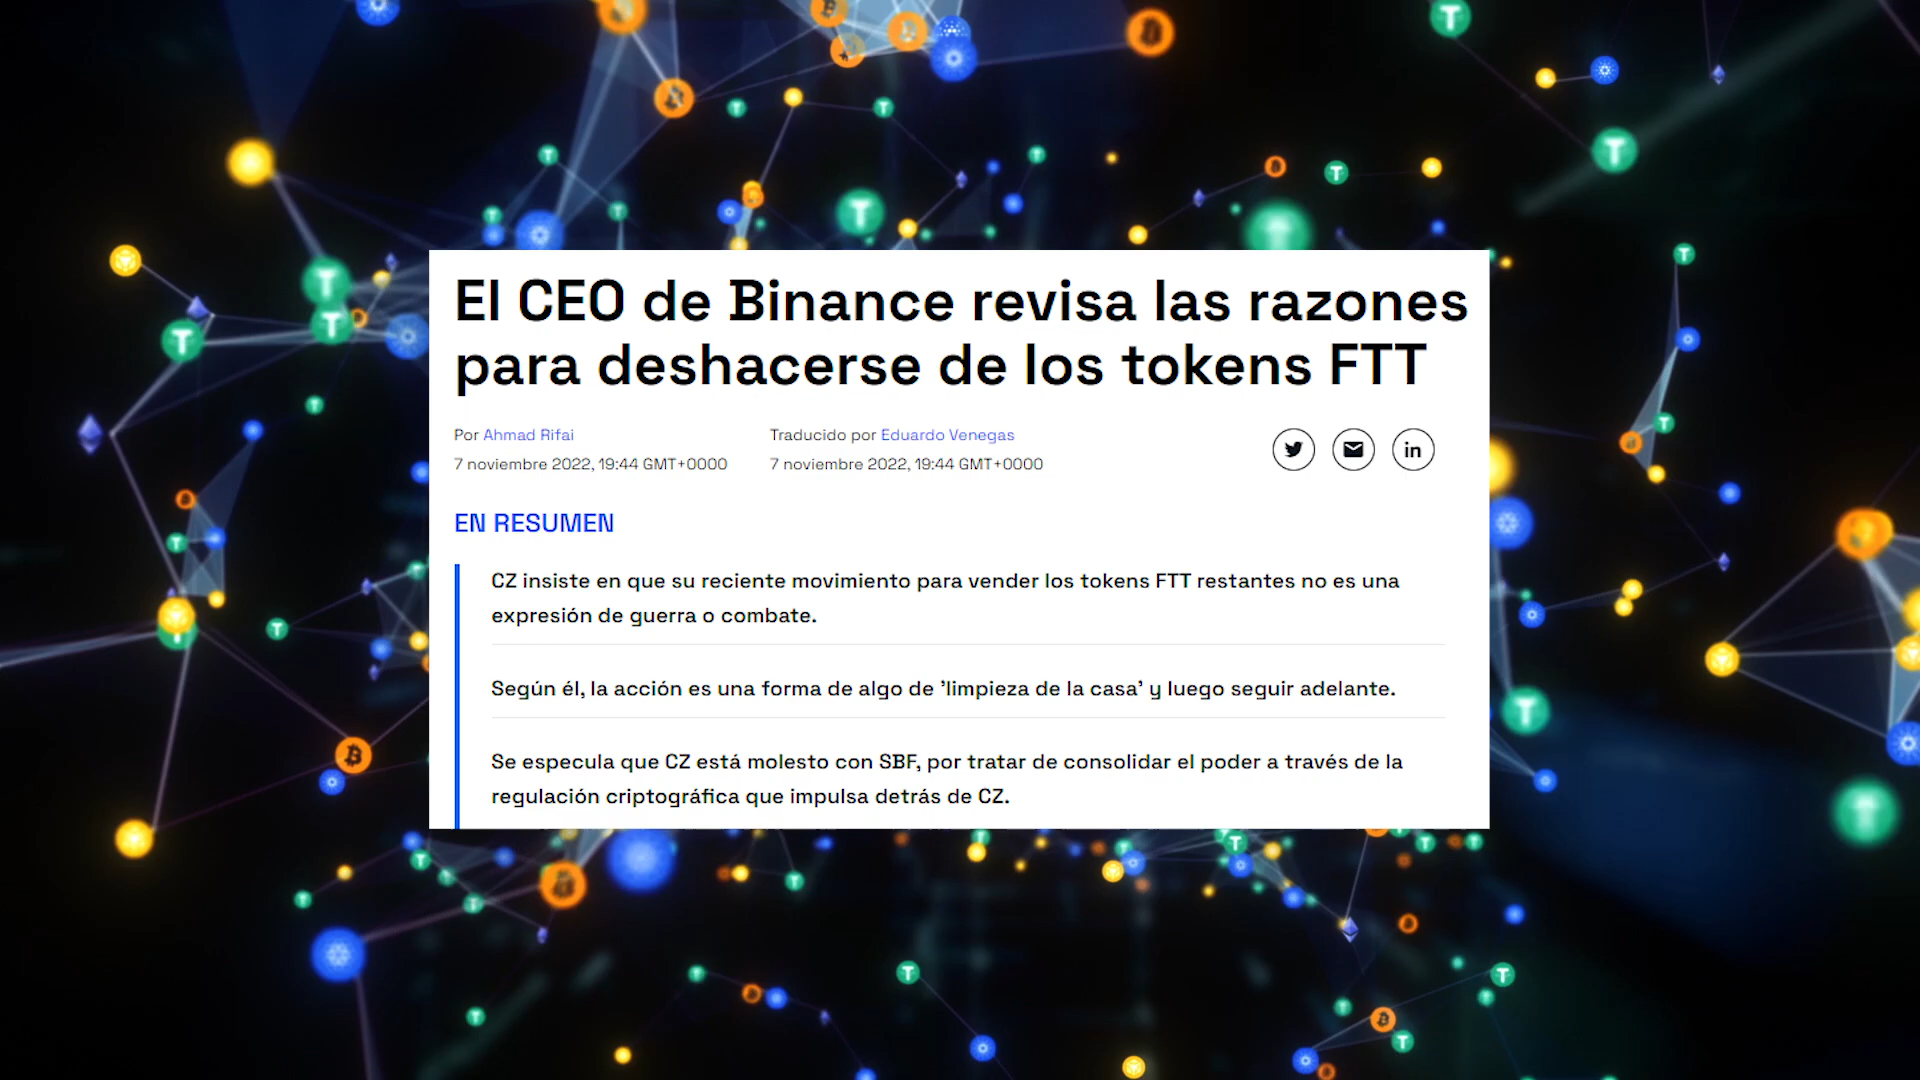 El CEO de Binance revisa las razones
para deshacerse de los tokens FTT
Por Ahmad Rifai
7 noviembre 2022, 19:44 GMT+0000
Traducido por Eduardo Venegas
7 noviembre 2022, 19:44 GMT+0000
EN RESUMEN
CZ insiste en que su reciente movimiento para vender los tokens FTT restantes no es una
expresión de guerra o combate.
Según él, la acción es una forma de algo de 'limpieza de la casa' y luego seguir adelante.
Se especula que CZ está molesto con SBF, por tratar de consolidar el poder a través de la
regulación criptográfica que impulsa detrás de CZ.